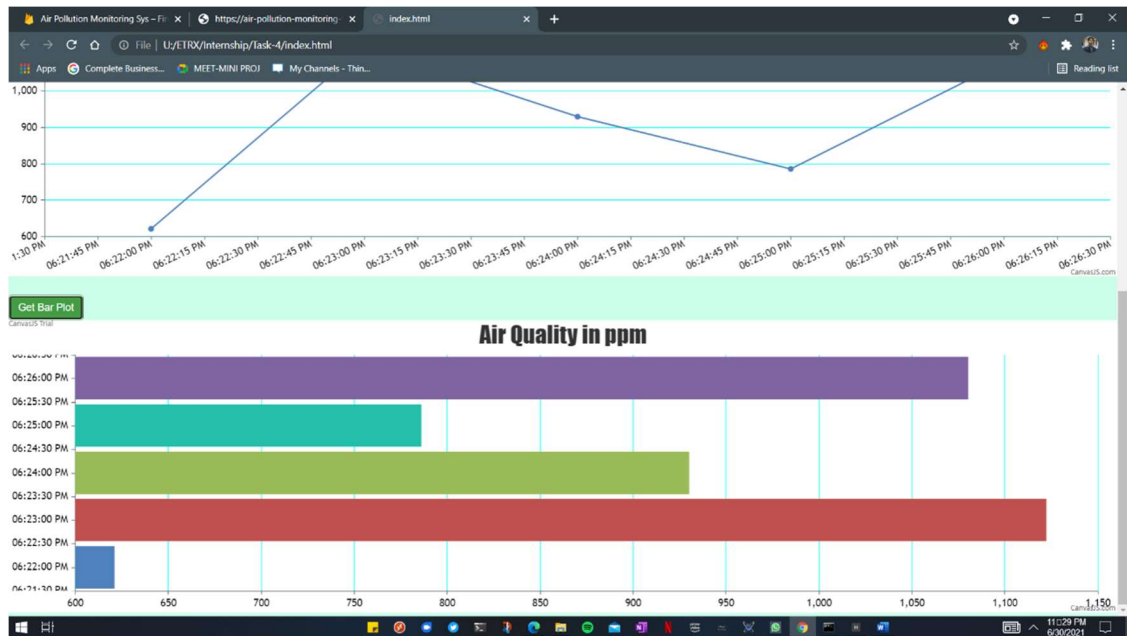 Air Pollution Monitoring Sys – Fi
https://air-pollution-monitoring-
index.html
File | U:/ETRX/Internship/Task-4/index.html
Apps Complete Business... MEET-MINI PROJ My Channels - Thin... Reading list
1,000
900
800
700
600
1:30 PM 06:21:45 PM 06:22:00 PM 06:22:15 PM 06:22:30 PM 06:22:45 PM 06:23:00 PM 06:23:15 PM 06:23:30 PM 06:23:45 PM 06:24:00 PM 06:24:15 PM 06:24:30 PM 06:24:45 PM 06:25:00 PM 06:25:15 PM 06:25:30 PM 06:25:45 PM 06:26:00 PM 06:26:15 PM 06:26:30 PM
CanvasJS.com
Get Bar Plot
CanvasJS Trial
Air Quality in ppm
06:26:30 PM
06:26:00 PM
06:25:30 PM
06:25:00 PM
06:24:30 PM
06:24:00 PM
06:23:30 PM
06:23:00 PM
06:22:30 PM
06:22:00 PM
06:21:30 PM
600 650 700 750 800 850 900 950 1,000 1,050 1,100 1,150
CanvasJS.com
11:29 PM
6/30/2021